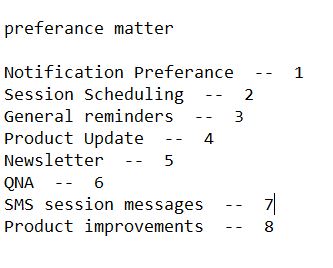 preferance matter
Notification Preferance  --  1
Session Scheduling  --  2
General reminders  --  3
Product Update  --  4
Newsletter  --  5
QNA  --  6
SMS session messages  --  7
Product improvements  --  8